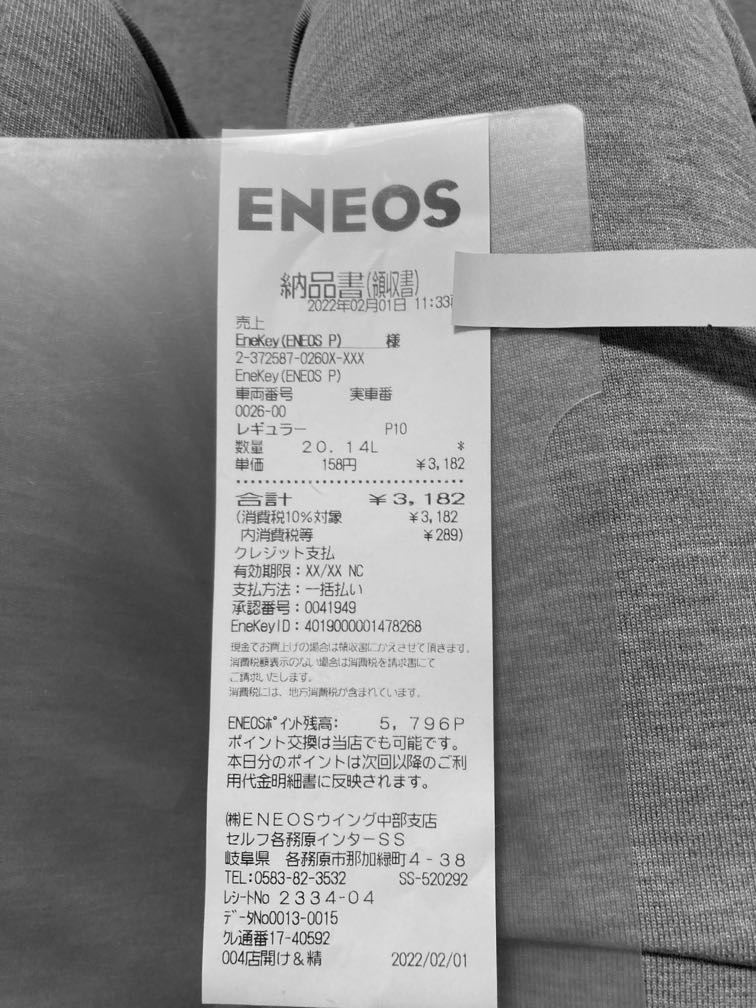 ENEOS
納品書(領収書)
2022年02月01日 11:33
売上
EneKey(ENEOS P) 様
2-372587-0260X-XXX
EneKey(ENEOS P)
車両番号 実車番
0026-00
レギュラー P10
数量 20.14L *
単価 158円 ¥3,182
合計 ¥3,182
(消費税10%対象 ¥3,182
内消費税等 ¥289)
クレジット支払
有効期限:XX/XX NC
支払方法:一括払い
承認番号:0041949
EneKeyID:4019000001478268
現金でお買上げの場合は領収書にかえさせて頂きます。
消費税額表示のない場合は消費税を請求書にて
ご請求いたします。
消費税には、地方消費税が含まれています。
ENEOSポイント残高: 5,796P
ポイント交換は当店でも可能です。
本日分のポイントは次回以降のご利
用代金明細書に反映されます。
㈱ENEOSウイング中部支店
セルフ各務原インターSS
岐阜県 各務原市那加緑町4-38
TEL:0583-82-3532 SS-520292
レシートNo 2334-04
データNo0013-0015
クレ通番17-40592
004店開け&精 2022/02/01